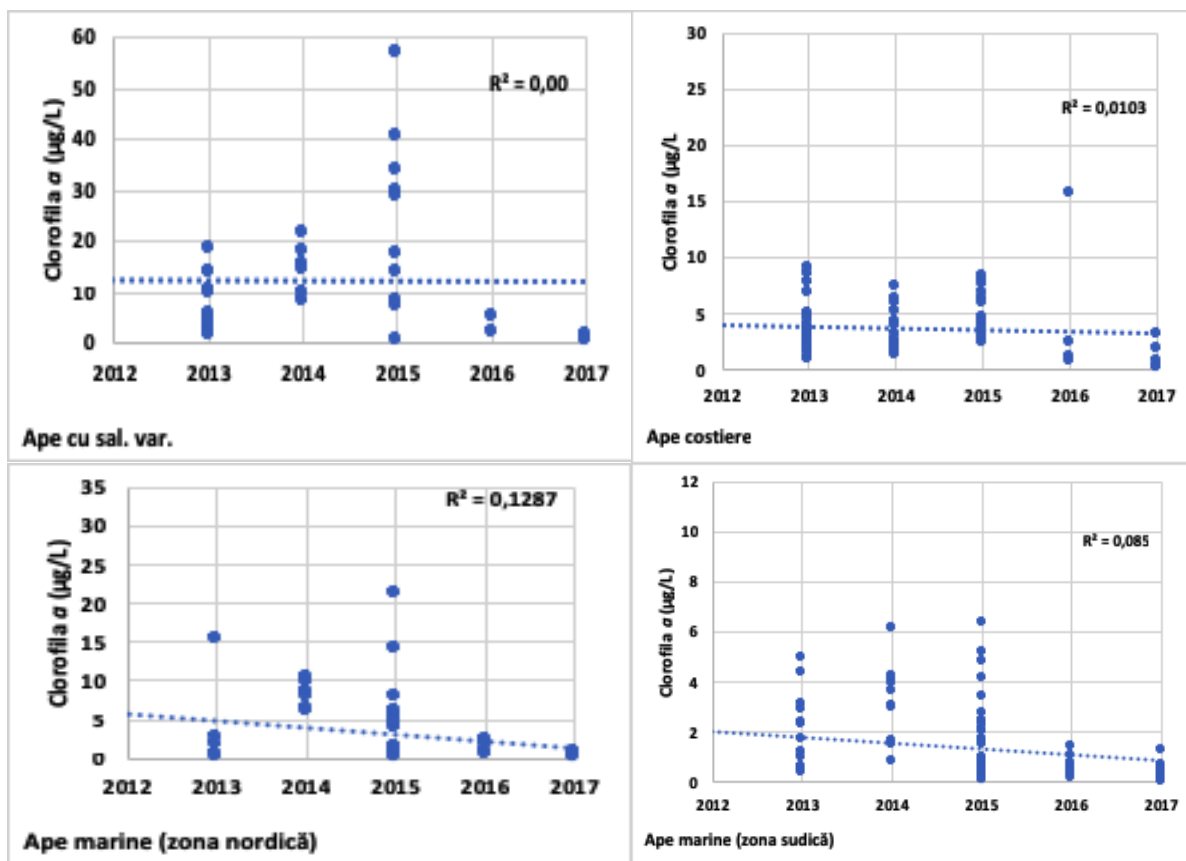 60
50
40
30
20
10
0
Clorofila a (µg/L)
R² = 0,00
2012 2013 2014 2015 2016 2017
Ape cu sal. var.
30
25
20
15
10
5
0
Clorofila a (µg/L
R² = 0,0103
2012 2013 2014 2015 2016 2017
Ape costiere
35
30
25
20
15
10
5
0
Clorofila a (µg/L)
R² = 0,1287
2012 2013 2014 2015 2016 2017
Ape marine (zona nordică)
12
10
8
6
4
2
0
Clorofila a (µg/L)
R² = 0,085
2012 2013 2014 2015 2016 2017
Ape marine (zona sudică)